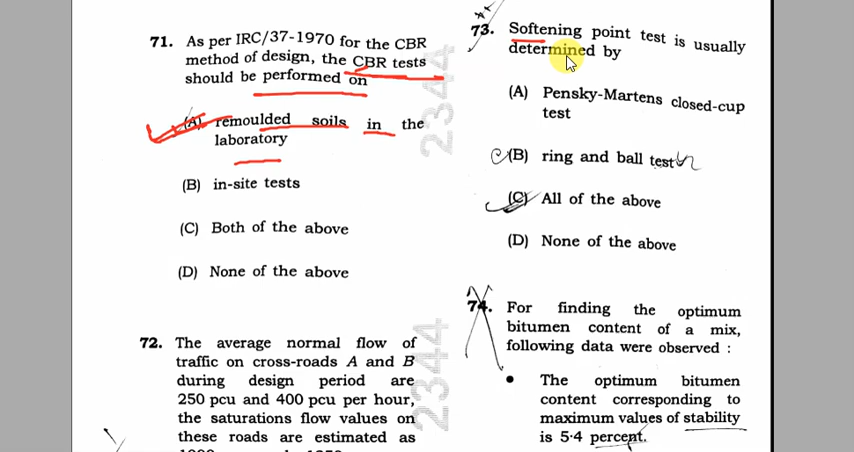 71. As per IRC/37-1970 for the CBR
method of design, the CBR tests
should be performed on
(A) remoulded soils in the
laboratory
(B) in-site tests
(C) Both of the above
(D) None of the above
72. The average normal flow of
traffic on cross-roads A and B
during design period are
250 pcu and 400 pcu per hour,
the saturations flow values on
these roads are estimated as
2344
2344
73. Softening point test is usually
determined by
(A) Pensky-Martens closed-cup
test
(B) ring and ball test
(C) All of the above
(D) None of the above
74. For finding the optimum
bitumen content of a mix,
following data were observed :
• The optimum bitumen
content corresponding to
maximum values of stability
is 5·4 percent.